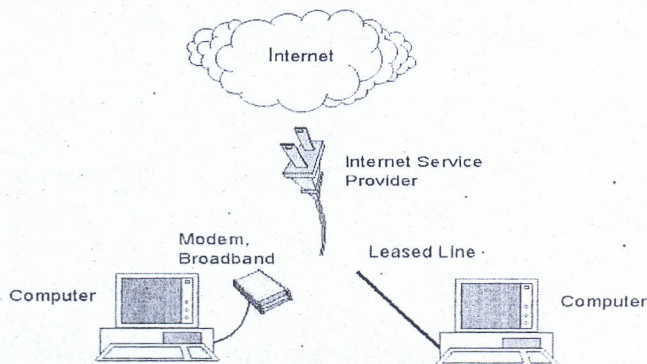 Internet
Internet Service
Provider
Modem,
Broadband
Leased Line
Computer
Computer